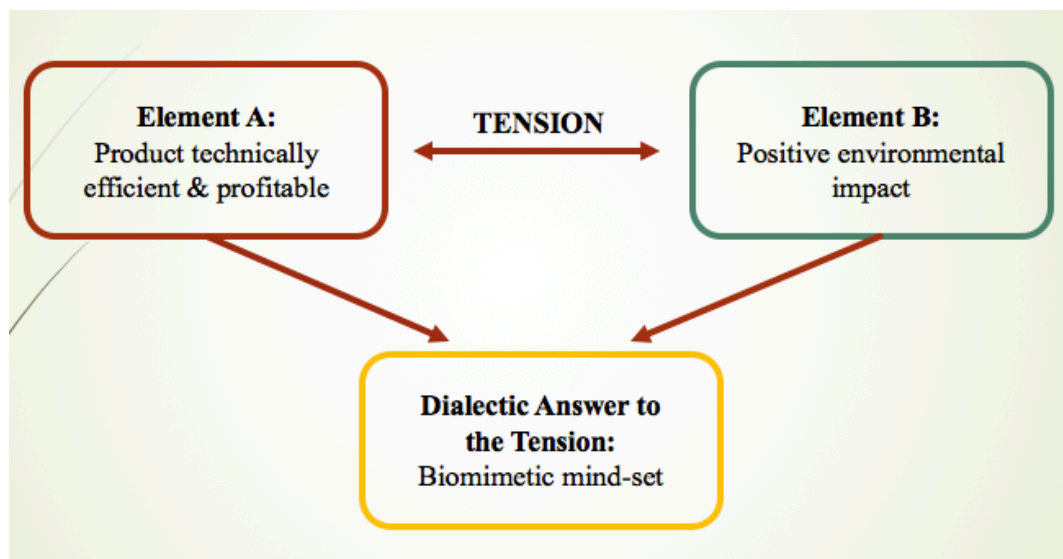 Element A:
Product technically
efficient & profitable
TENSION
Element B:
Positive environmental
impact
Dialectic Answer to
the Tension:
Biomimetic mind-set